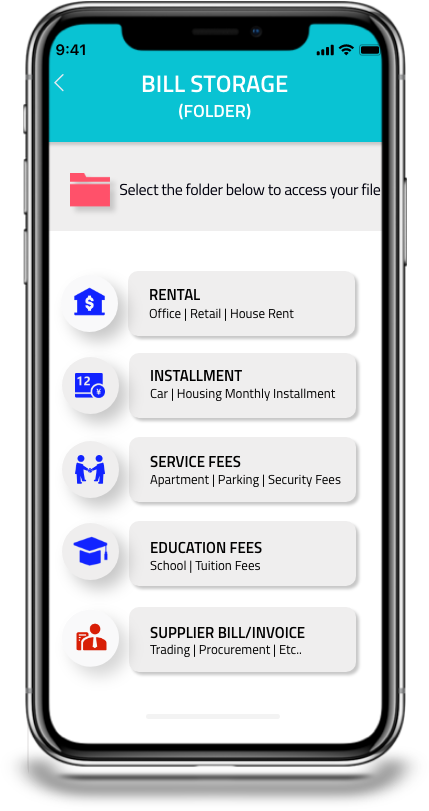 9:41
BILL STORAGE
(FOLDER)
Select the folder below to access your file
$
RENTAL
Office | Retail | House Rent
12
¥
INSTALLMENT
Car | Housing Monthly Installment
SERVICE FEES
Apartment | Parking | Security Fees
EDUCATION FEES
School | Tuition Fees
SUPPLIER BILL/INVOICE
Trading | Procurement | Etc..